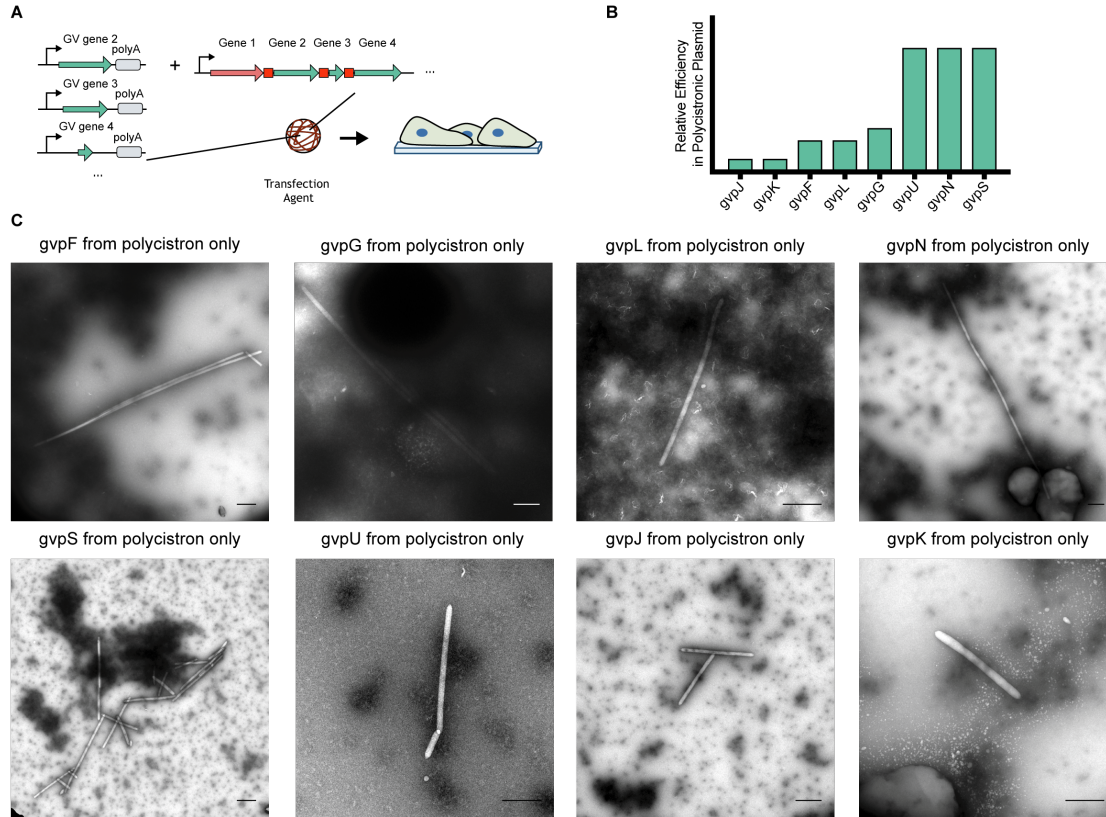 A
GV gene 2
polyA
GV gene 3
polyA
GV gene 4
polyA
...
+
Gene 1 Gene 2 Gene 3 Gene 4
...
Transfection
Agent
B
Relative Efficiency
in Polycistronic Plasmid
gvpJ
gvpK
gvpF
gvpL
gvpG
gvpU
gvpN
gvpS
C
gvpF from polycistron only
gvpG from polycistron only
gvpL from polycistron only
gvpN from polycistron only
gvpS from polycistron only
gvpU from polycistron only
gvpJ from polycistron only
gvpK from polycistron only